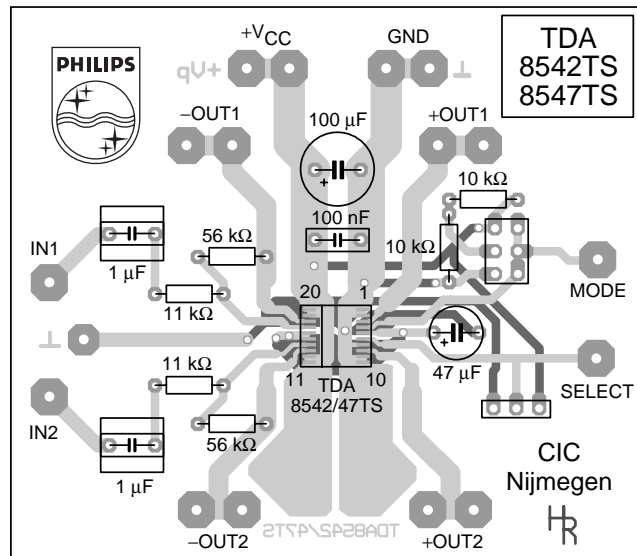 +VCC
GND
TDA
8542TS
8547TS
PHILIPS
+Vp
⊥
−OUT1
100 µF
+OUT1
+
10 kΩ
100 nF
56 kΩ
10 kΩ
IN1
1 µF
MODE
11 kΩ
20
1
⊥
+
11 kΩ
11
10
47 µF
SELECT
TDA
8542/47TS
IN2
56 kΩ
CIC
Nijmegen
1 µF
HR
TDA8542/47TS
−OUT2
+OUT2